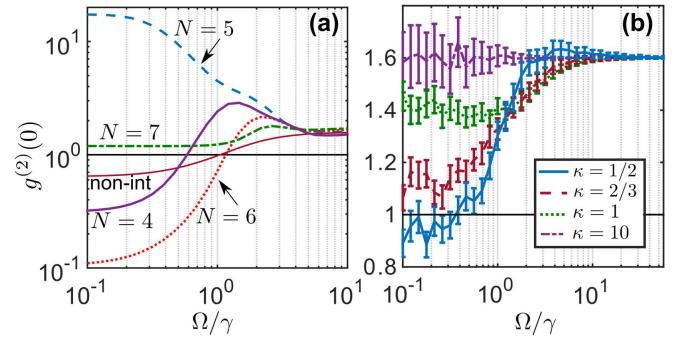 (a)
10^1
10^0
10^{-1}
g^{(2)}(0)
N = 5
N = 7
non-int
N = 4
N = 6
10^{-1}
10^0
10^1
Ω/γ
(b)
1.6
1.4
1.2
1
0.8
κ = 1/2
κ = 2/3
κ = 1
κ = 10
10^{-1}
10^0
10^1
Ω/γ